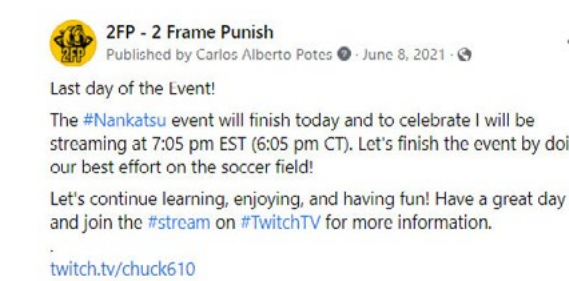 2FP - 2 Frame Punish
2FP
Published by Carlos Alberto Potes · June 8, 2021 ·
Last day of the Event!
The #Nankatsu event will finish today and to celebrate I will be
streaming at 7:05 pm EST (6:05 pm CT). Let's finish the event by doi
our best effort on the soccer field!
Let's continue learning, enjoying, and having fun! Have a great day
and join the #stream on #TwitchTV for more information.
.
twitch.tv/chuck610